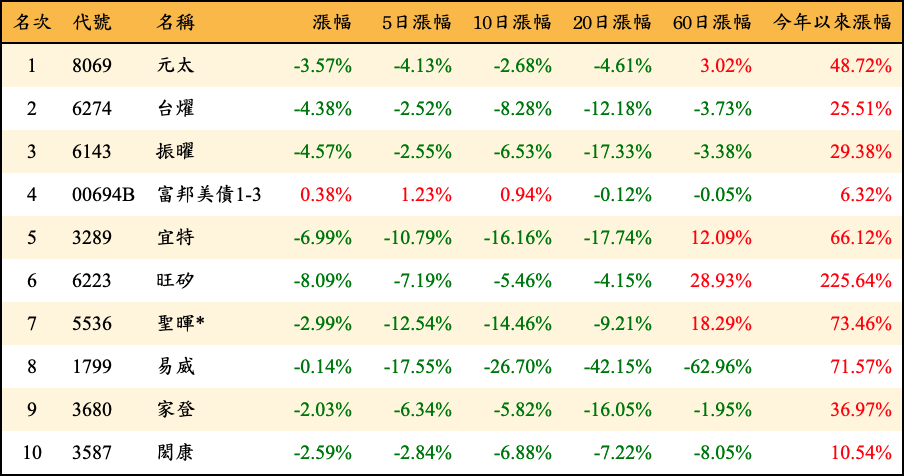 名次 代號 名稱 漲幅 5日漲幅 10日漲幅 20日漲幅 60日漲幅 今年以來漲幅
1 8069 元太 -3.57% -4.13% -2.68% -4.61% 3.02% 48.72%
2 6274 台燿 -4.38% -2.52% -8.28% -12.18% -3.73% 25.51%
3 6143 振曜 -4.57% -2.55% -6.53% -17.33% -3.38% 29.38%
4 00694B 富邦美債1-3 0.38% 1.23% 0.94% -0.12% -0.05% 6.32%
5 3289 宜特 -6.99% -10.79% -16.16% -17.74% 12.09% 66.12%
6 6223 旺矽 -8.09% -7.19% -5.46% -4.15% 28.93% 225.64%
7 5536 聖暉* -2.99% -12.54% -14.46% -9.21% 18.29% 73.46%
8 1799 易威 -0.14% -17.55% -26.70% -42.15% -62.96% 71.57%
9 3680 家登 -2.03% -6.34% -5.82% -16.05% -1.95% 36.97%
10 3587 閎康 -2.59% -2.84% -6.88% -7.22% -8.05% 10.54%